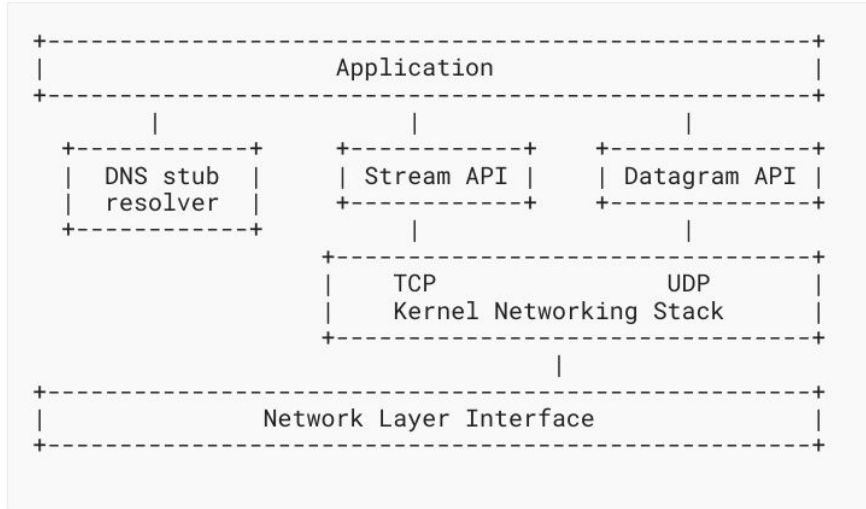 +-----------------------------------------------------+
|                    Application                      |
+-----------------------------------------------------+
        |                 |                  |
  +------------+     +------------+    +--------------+
  |  DNS stub  |     | Stream API |    | Datagram API |
  |  resolver  |     +------------+    +--------------+
  +------------+          |                  |
                    +---------------------------------+
                    |    TCP                UDP       |
                    |    Kernel Networking Stack      |
                    +---------------------------------+
                                    |
+-----------------------------------------------------+
|               Network Layer Interface               |
+-----------------------------------------------------+